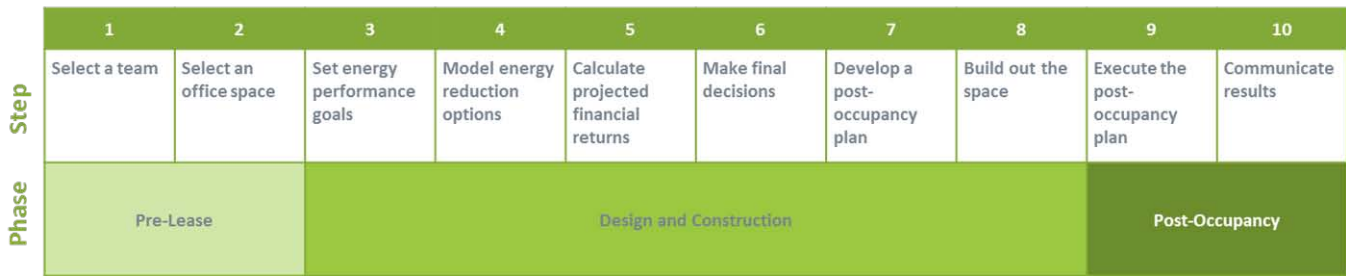 1 2 3 4 5 6 7 8 9 10
Step
Select a team
Select an
office space
Set energy
performance
goals
Model energy
reduction
options
Calculate
projected
financial
returns
Make final
decisions
Develop a
post-
occupancy
plan
Build out the
space
Execute the
post-
occupancy
plan
Communicate
results
Phase
Pre-Lease
Design and Construction
Post-Occupancy